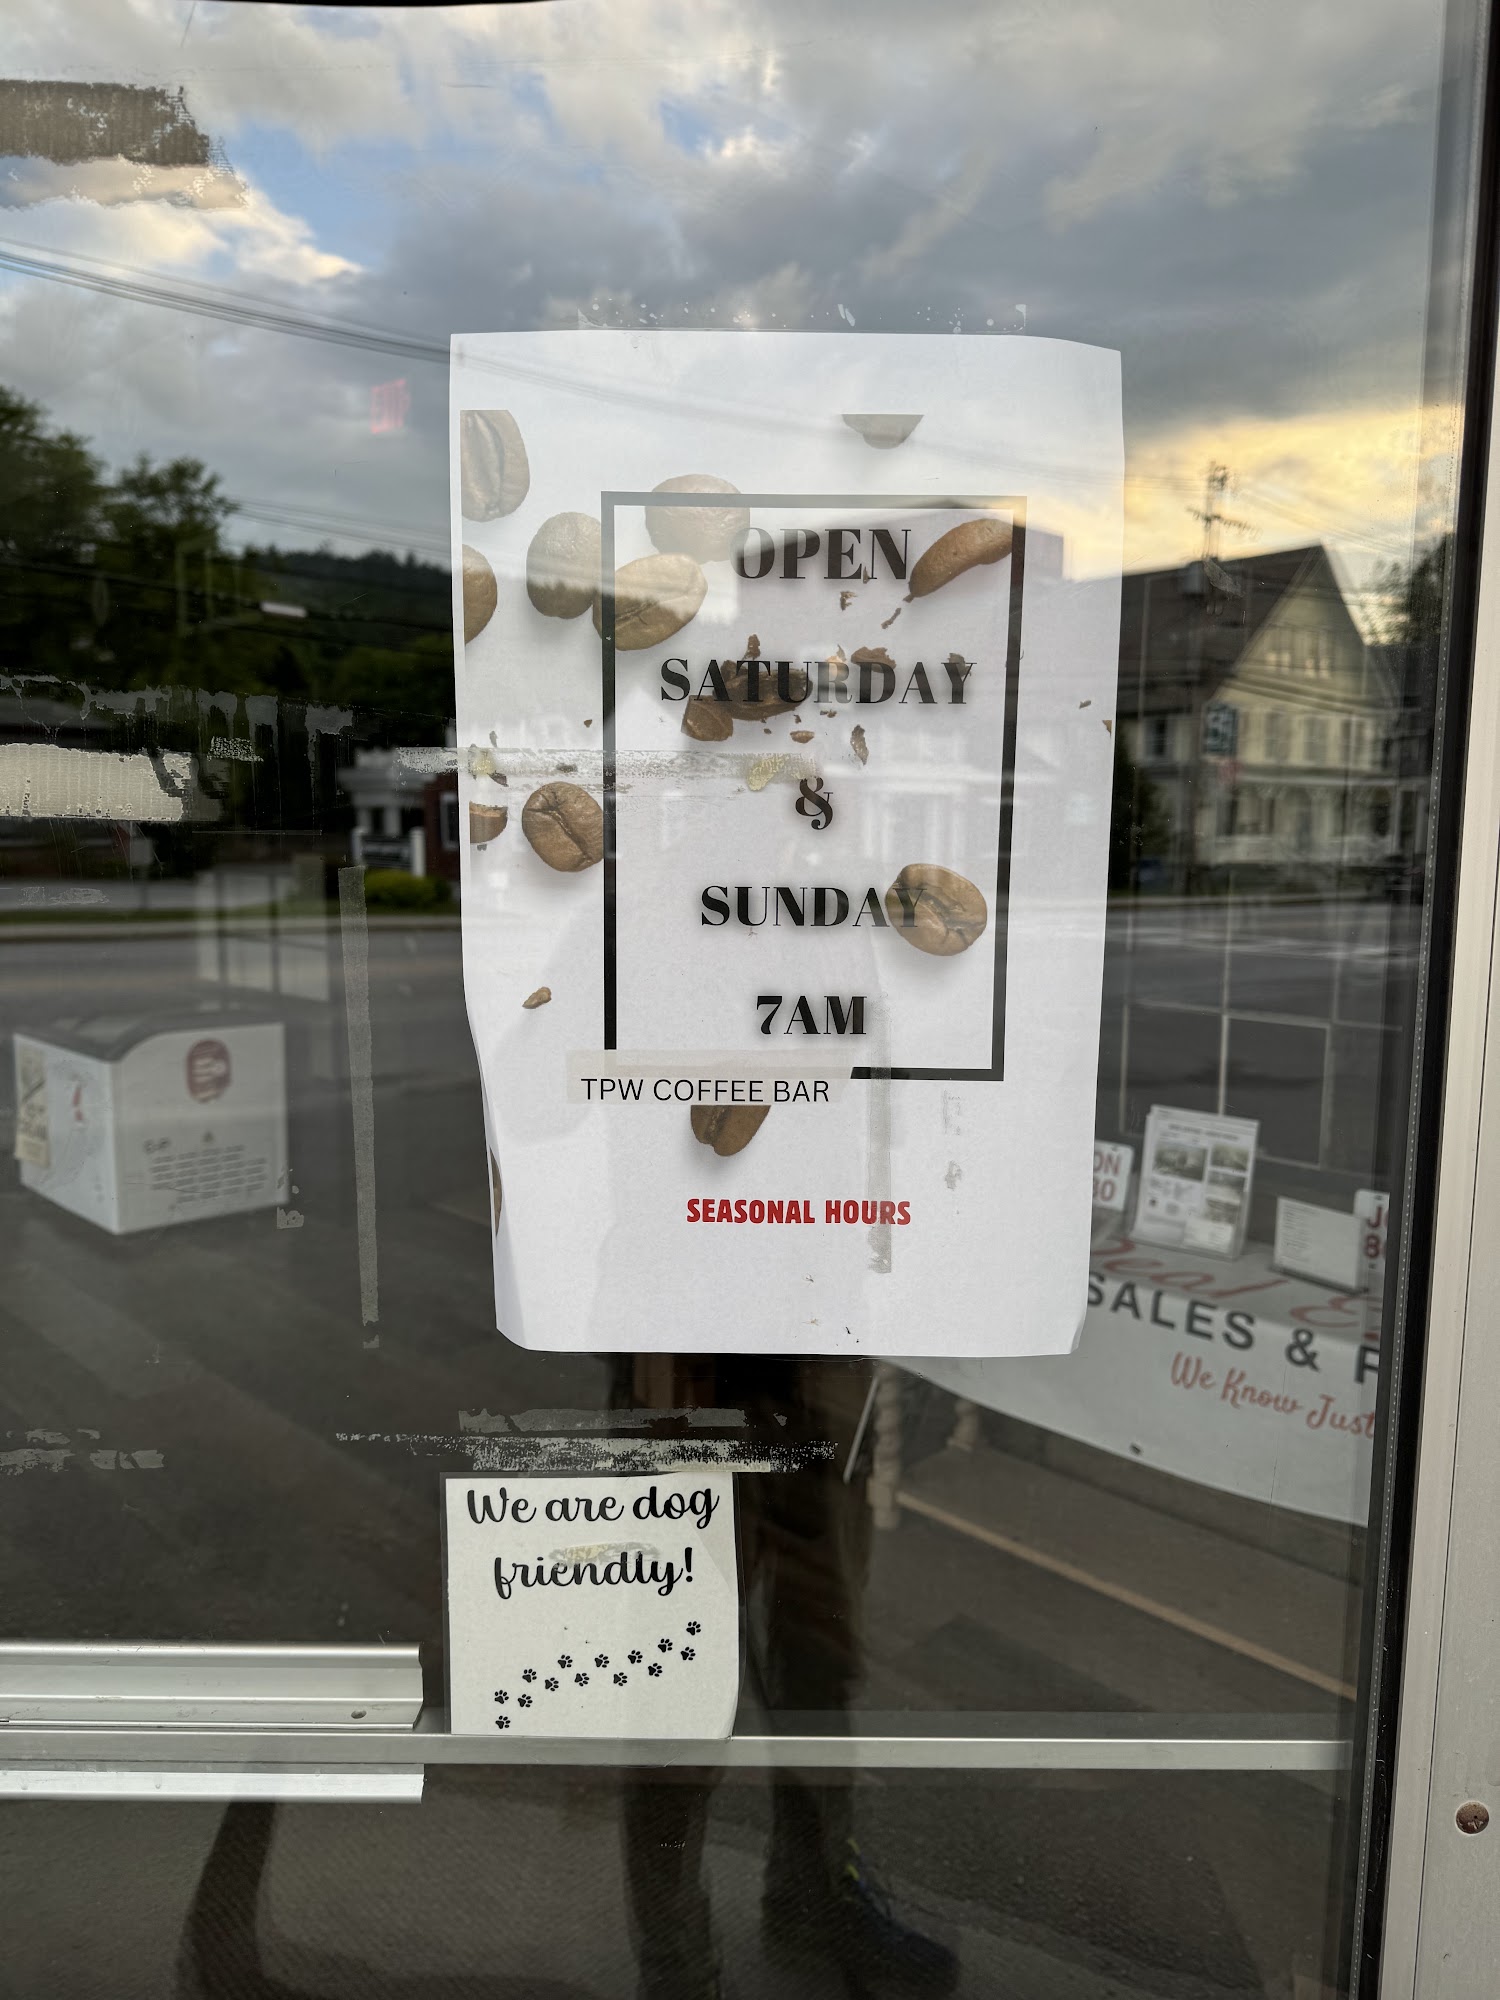 OPEN
SATURDAY
&
SUNDAY
7AM
TPW COFFEE BAR
SEASONAL HOURS
SALES &
We Know Just
We are dog
friendly!